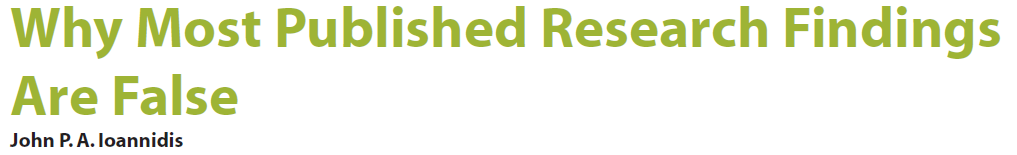 Why Most Published Research Findings
Are False
John P. A. Ioannidis